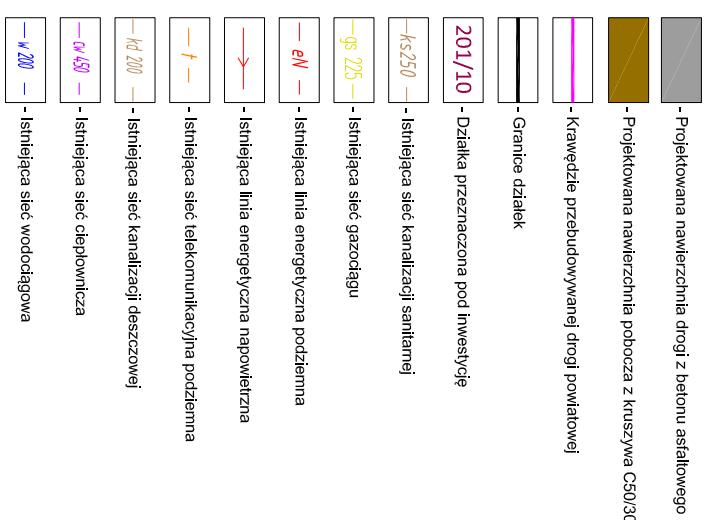 - Projektowana nawierzchnia drogi z betonu asfaltowego
- Projektowana nawierzchnia pobocza z kruszywa C50/30
- Krawędzie przebudowywanej drogi powiatowej
- Granice działek
201/10 - Działka przeznaczona pod inwestycję
ks250 - Istniejąca sieć kanalizacji sanitarnej
gs 225 - Istniejąca sieć gazociągu
eN - Istniejąca linia energetyczna podziemna
- Istniejąca linia energetyczna napowietrzna
t - Istniejąca sieć telekomunikacyjna podziemna
kd 200 - Istniejąca sieć kanalizacji deszczowej
cw 450 - Istniejąca sieć ciepłownicza
w 200 - Istniejąca sieć wodociągowa